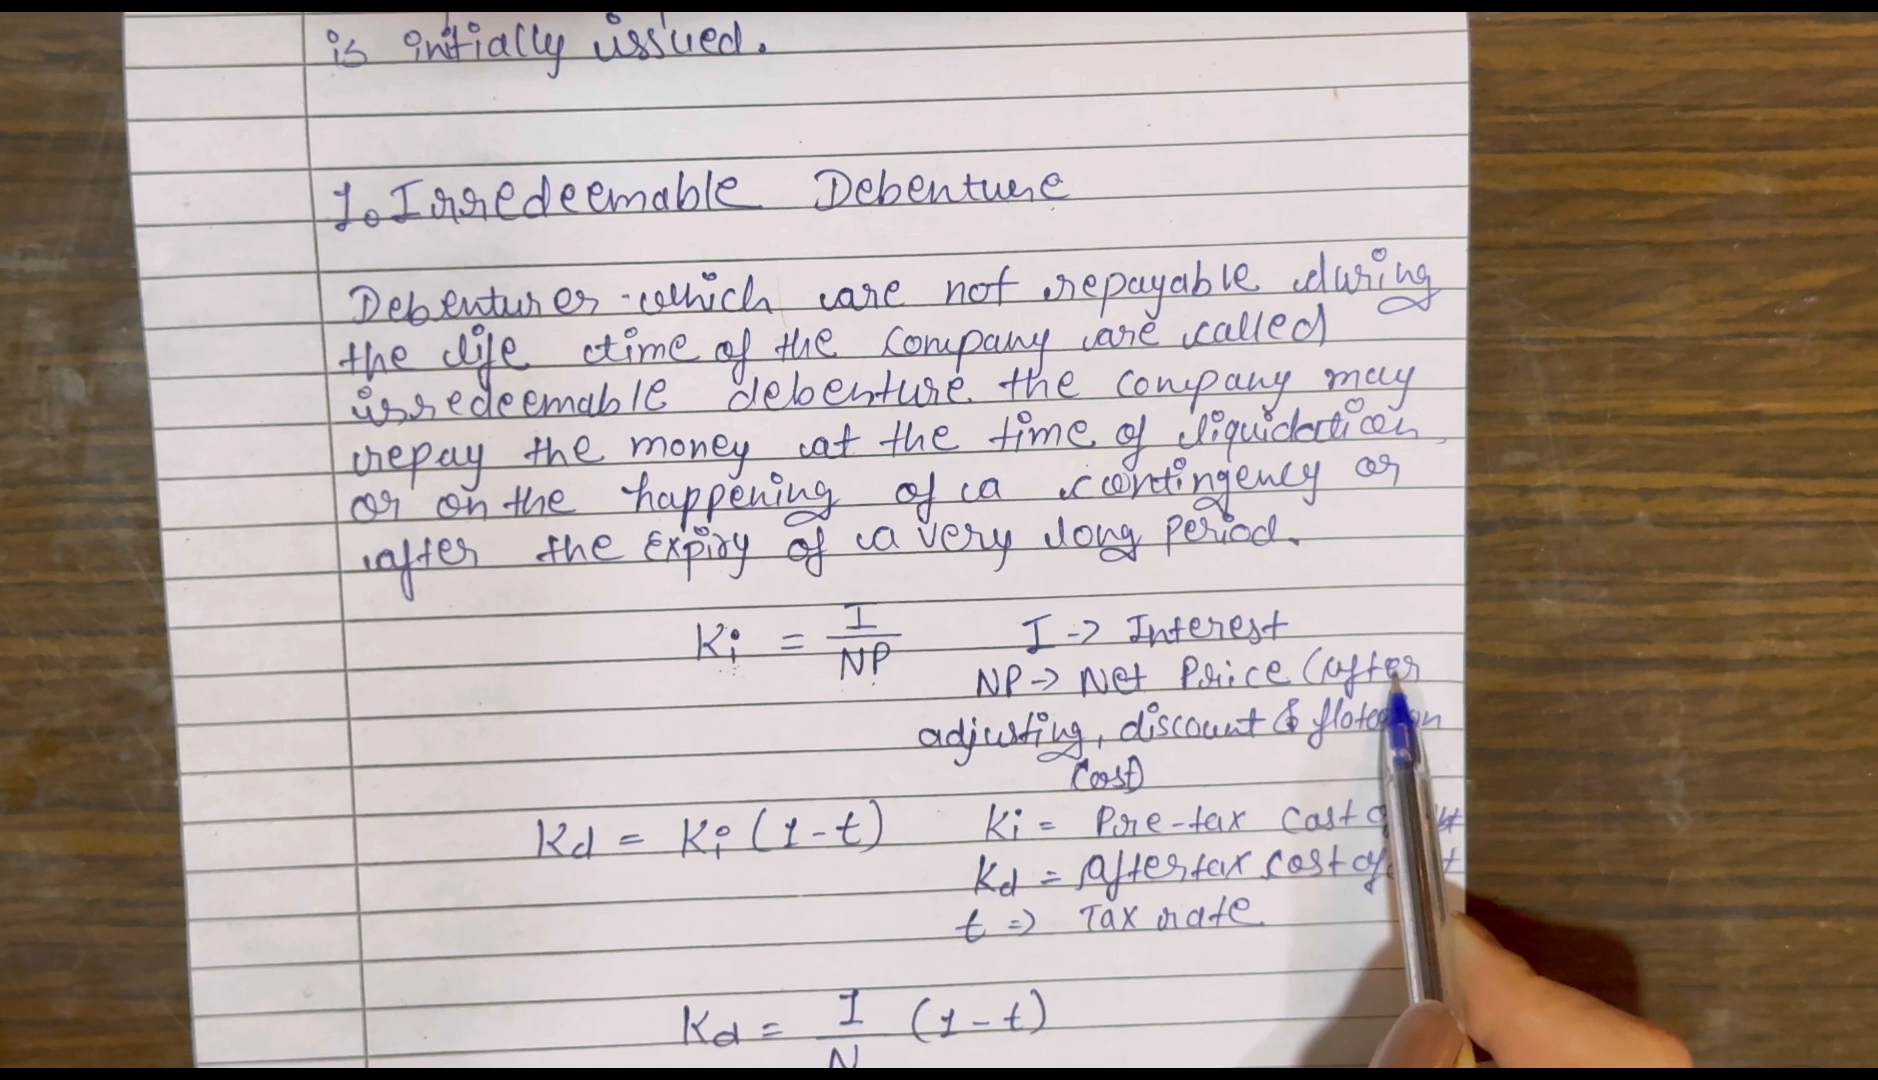 is initially issued.
1. Irredeemable Debenture
Debentures which are not repayable during
the life time of the company are called
irredeemable debenture. the company may
repay the money at the time of liquidation
or on the happening of a contingency or
after the expiry of a very long period.
Ki = I / NP
I → Interest
NP → Net Price (after
adjusting, discount &
cost)
Kd = Ki (1-t)
Ki = Pre-tax cost
Kd = After tax cost of
t ⇒ Tax rate
Kd = I / N (1-t)